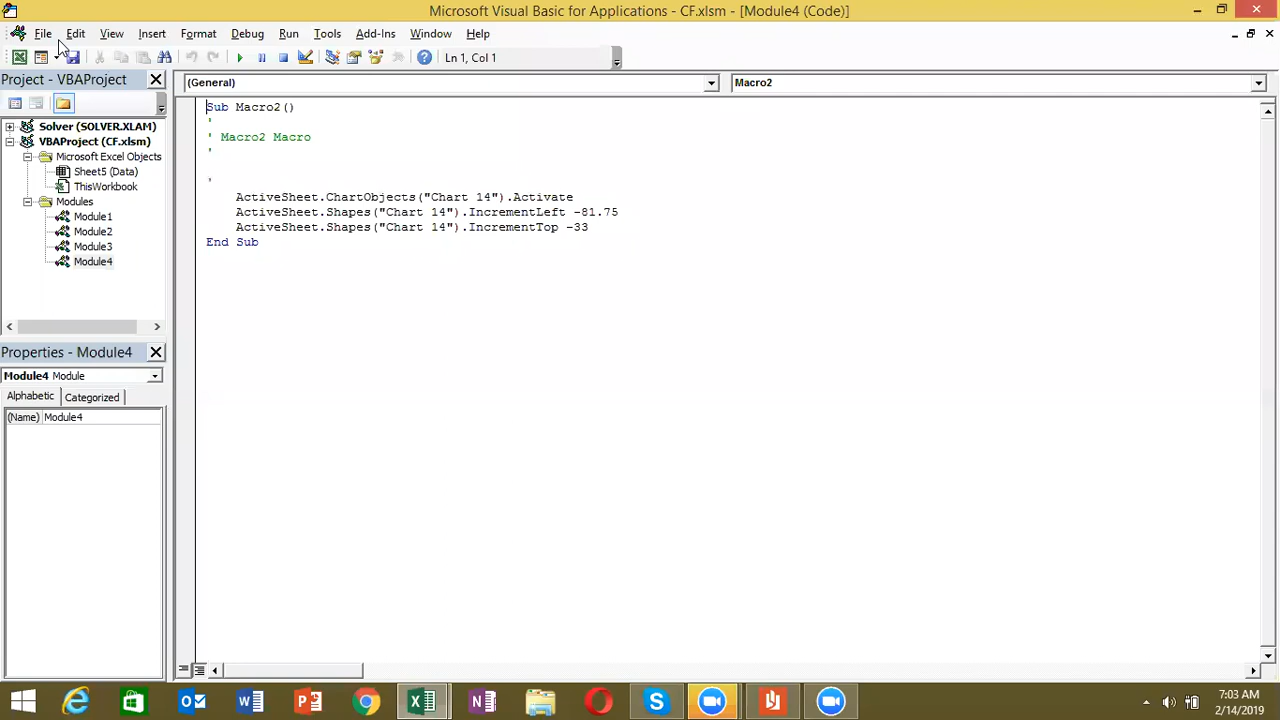 Microsoft Visual Basic for Applications - CF.xlsm - [Module4 (Code)]
File Edit View Insert Format Debug Run Tools Add-Ins Window Help
Ln 1, Col 1
Project - VBAProject
(General)
Macro2
Solver (SOLVER.XLAM)
VBAProject (CF.xlsm)
Microsoft Excel Objects
Sheet5 (Data)
ThisWorkbook
Modules
Module1
Module2
Module3
Module4
Properties - Module4
Module4 Module
Alphabetic Categorized
(Name) Module4
Sub Macro2()
'
' Macro2 Macro
'
'
ActiveSheet.ChartObjects("Chart 14").Activate
ActiveSheet.Shapes("Chart 14").IncrementLeft -81.75
ActiveSheet.Shapes("Chart 14").IncrementTop -33
End Sub
7:03 AM
2/14/2019